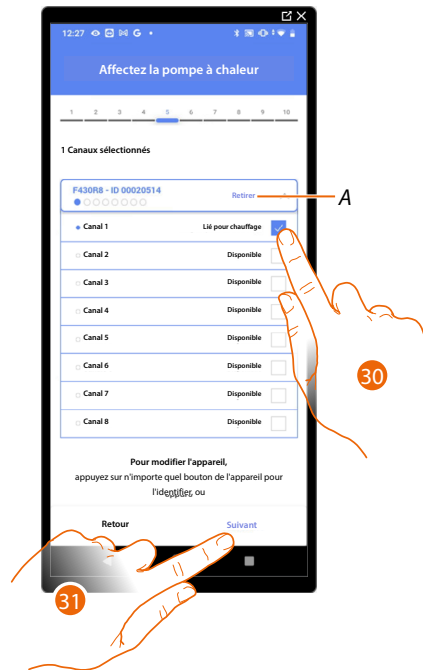 12:27 G
Affectez la pompe à chaleur
1 2 3 4 5 6 7 8 9 10
1 Canaux sélectionnés
F430R8 - ID 00020514
Retirer
A
Canal 1 Lié pour chauffage
Canal 2 Disponible
Canal 3 Disponible
Canal 4 Disponible
Canal 5 Disponible
Canal 6 Disponible
Canal 7 Disponible
Canal 8 Disponible
30
Pour modifier l'appareil,
appuyez sur n'importe quel bouton de l'appareil pour
l'identifier, ou
Retour Suivant
31